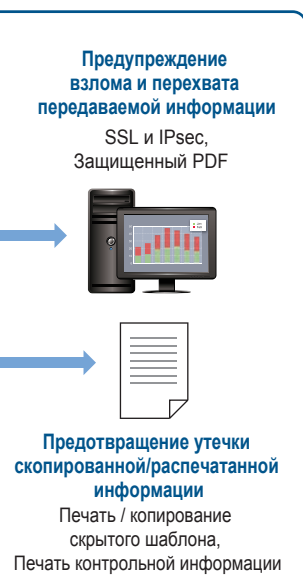 Предупреждение
взлома и перехвата
передаваемой информации
SSL и IPsec,
Защищенный PDF
Предотвращение утечки
скопированной/распечатанной
информации
Печать / копирование
скрытого шаблона,
Печать контрольной информации